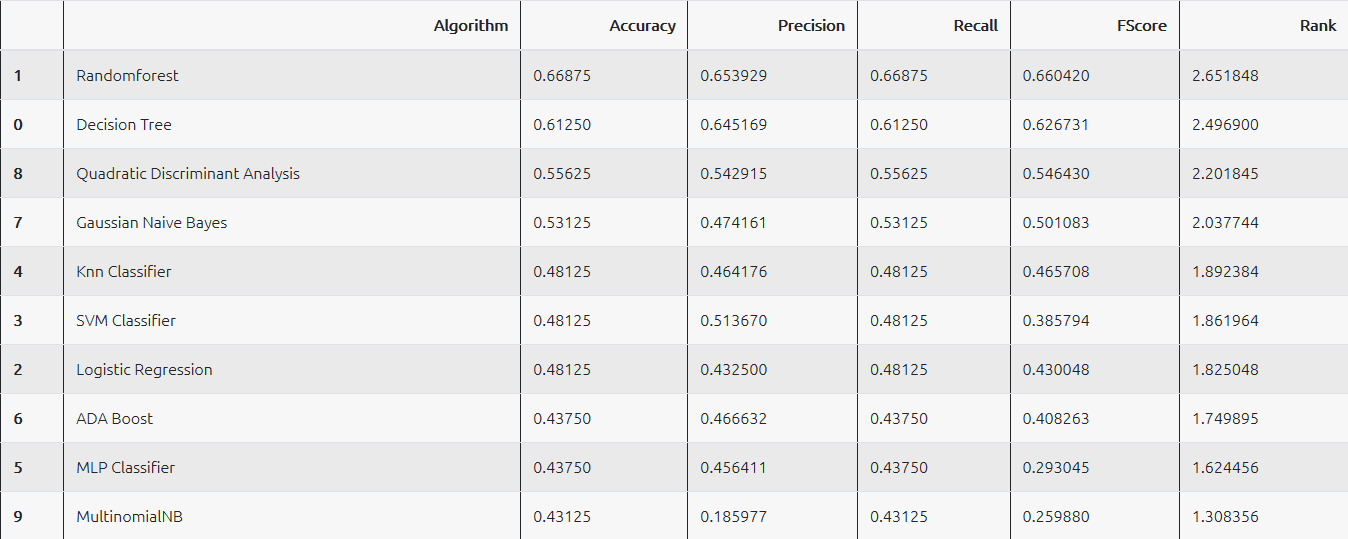 Algorithm Accuracy Precision Recall FScore Rank
1 Randomforest 0.66875 0.653929 0.66875 0.660420 2.651848
0 Decision Tree 0.61250 0.645169 0.61250 0.626731 2.496900
8 Quadratic Discriminant Analysis 0.55625 0.542915 0.55625 0.546430 2.201845
7 Gaussian Naive Bayes 0.53125 0.474161 0.53125 0.501083 2.037744
4 Knn Classifier 0.48125 0.464176 0.48125 0.465708 1.892384
3 SVM Classifier 0.48125 0.513670 0.48125 0.385794 1.861964
2 Logistic Regression 0.48125 0.432500 0.48125 0.430048 1.825048
6 ADA Boost 0.43750 0.466632 0.43750 0.408263 1.749895
5 MLP Classifier 0.43750 0.456411 0.43750 0.293045 1.624456
9 MultinomialNB 0.43125 0.185977 0.43125 0.259880 1.308356